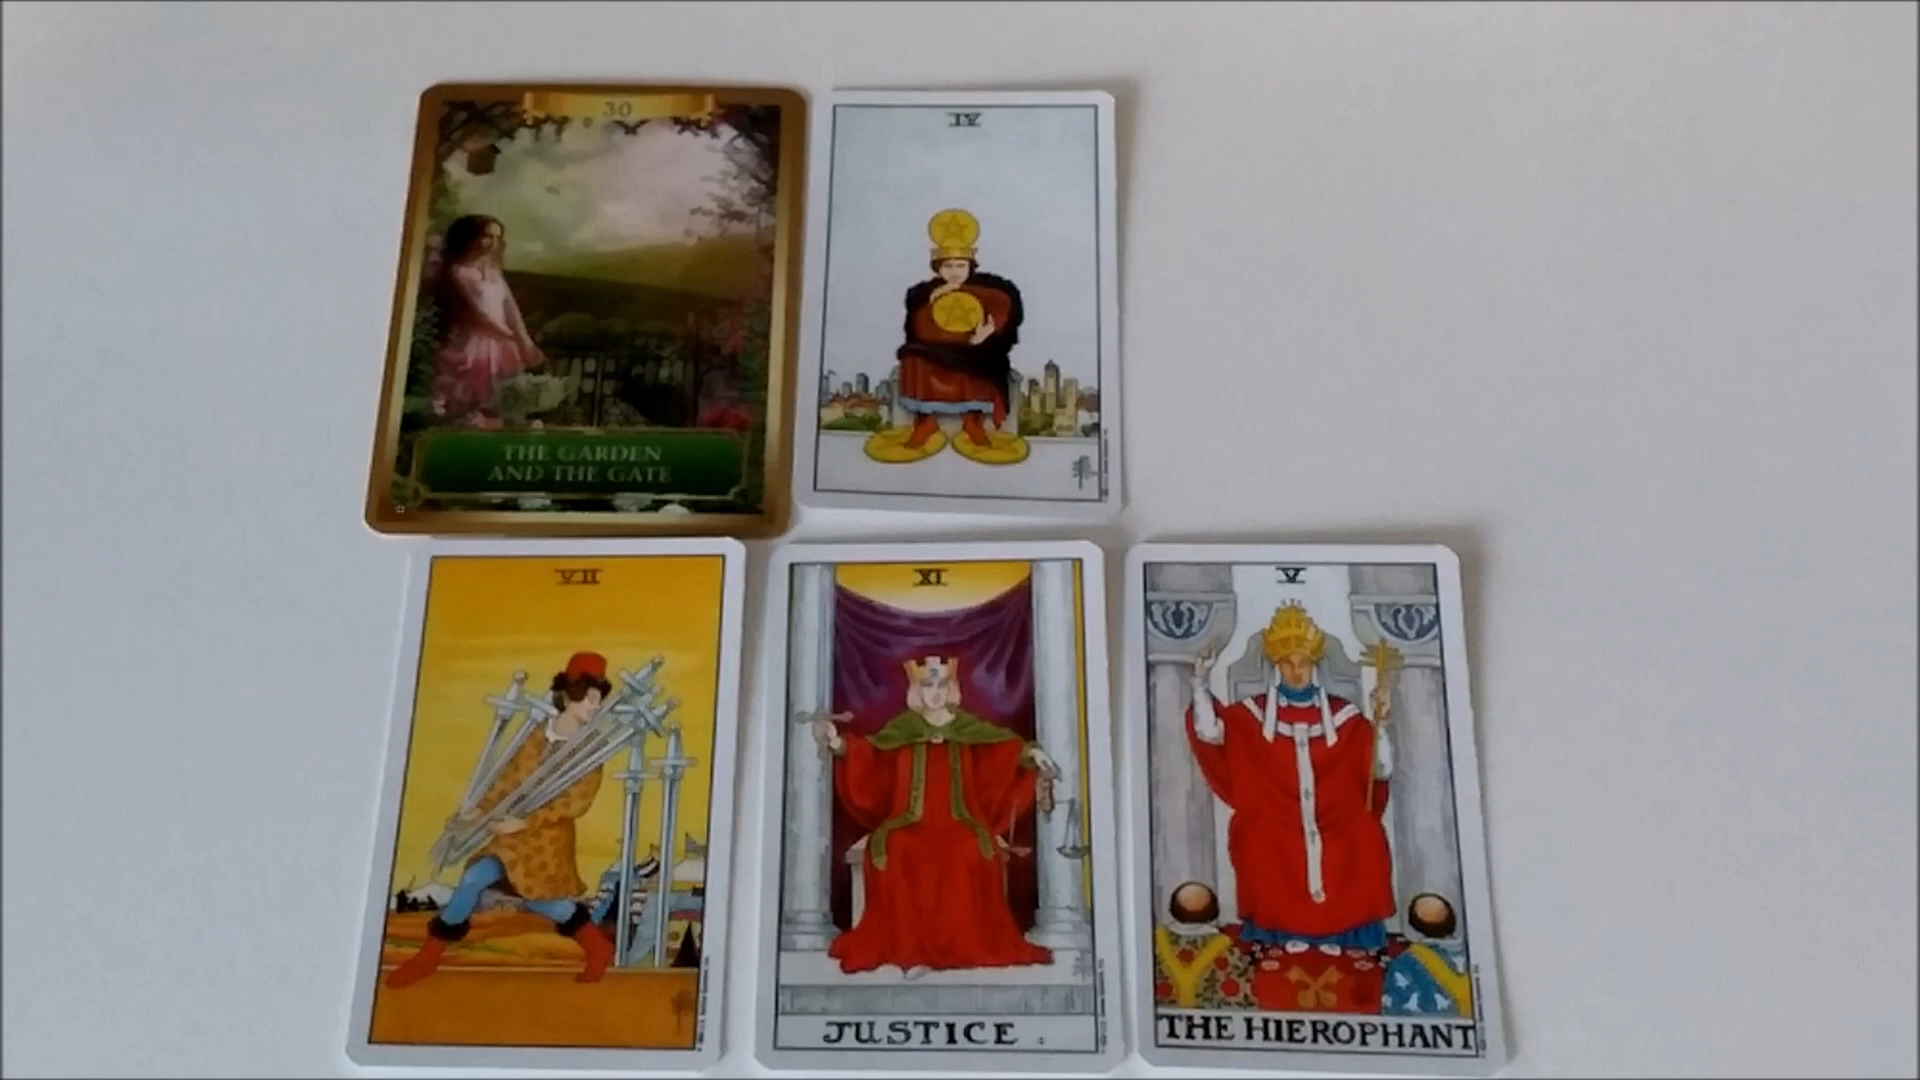 30
THE GARDEN
AND THE GATE
IV
VII
XI
JUSTICE.
V
THE HIEROPHANT